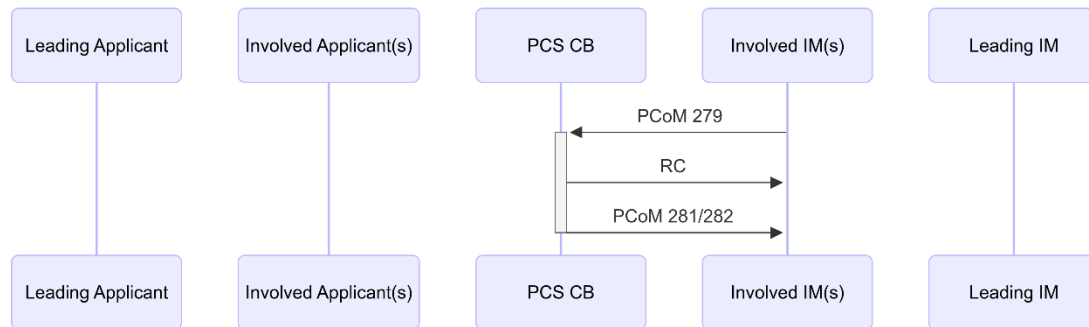 Leading Applicant
Involved Applicant(s)
PCS CB
Involved IM(s)
Leading IM
PCoM 279
RC
PCoM 281/282
Leading Applicant
Involved Applicant(s)
PCS CB
Involved IM(s)
Leading IM